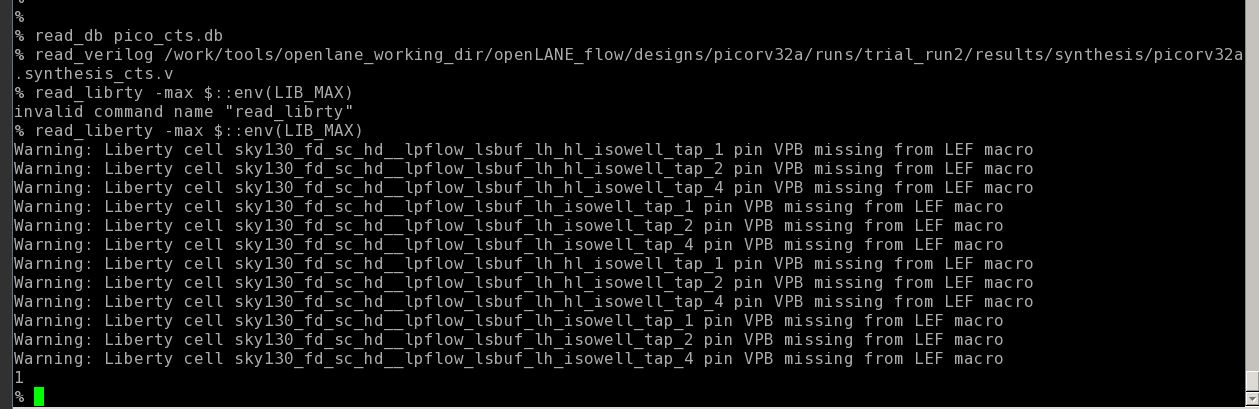 %
%
% read_db pico_cts.db
% read_verilog /work/tools/openlane_working_dir/openLANE_flow/designs/picorv32a/runs/trial_run2/results/synthesis/picorv32a
.synthesis_cts.v
% read_librty -max $::env(LIB_MAX)
invalid command name "read_librty"
% read_liberty -max $::env(LIB_MAX)
Warning: Liberty cell sky130_fd_sc_hd__lpflow_lsbuf_lh_hl_isowell_tap_1 pin VPB missing from LEF macro
Warning: Liberty cell sky130_fd_sc_hd__lpflow_lsbuf_lh_hl_isowell_tap_2 pin VPB missing from LEF macro
Warning: Liberty cell sky130_fd_sc_hd__lpflow_lsbuf_lh_hl_isowell_tap_4 pin VPB missing from LEF macro
Warning: Liberty cell sky130_fd_sc_hd__lpflow_lsbuf_lh_isowell_tap_1 pin VPB missing from LEF macro
Warning: Liberty cell sky130_fd_sc_hd__lpflow_lsbuf_lh_isowell_tap_2 pin VPB missing from LEF macro
Warning: Liberty cell sky130_fd_sc_hd__lpflow_lsbuf_lh_isowell_tap_4 pin VPB missing from LEF macro
Warning: Liberty cell sky130_fd_sc_hd__lpflow_lsbuf_lh_hl_isowell_tap_1 pin VPB missing from LEF macro
Warning: Liberty cell sky130_fd_sc_hd__lpflow_lsbuf_lh_hl_isowell_tap_2 pin VPB missing from LEF macro
Warning: Liberty cell sky130_fd_sc_hd__lpflow_lsbuf_lh_hl_isowell_tap_4 pin VPB missing from LEF macro
Warning: Liberty cell sky130_fd_sc_hd__lpflow_lsbuf_lh_isowell_tap_1 pin VPB missing from LEF macro
Warning: Liberty cell sky130_fd_sc_hd__lpflow_lsbuf_lh_isowell_tap_2 pin VPB missing from LEF macro
Warning: Liberty cell sky130_fd_sc_hd__lpflow_lsbuf_lh_isowell_tap_4 pin VPB missing from LEF macro
1
%